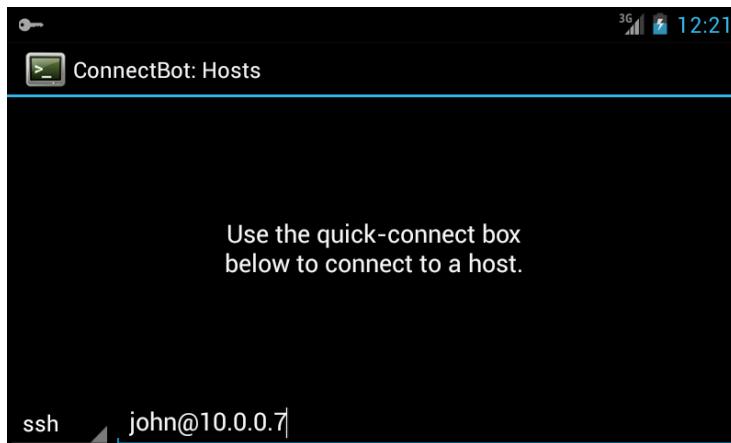 3G 12:21
ConnectBot: Hosts
Use the quick-connect box
below to connect to a host.
ssh john@10.0.0.7